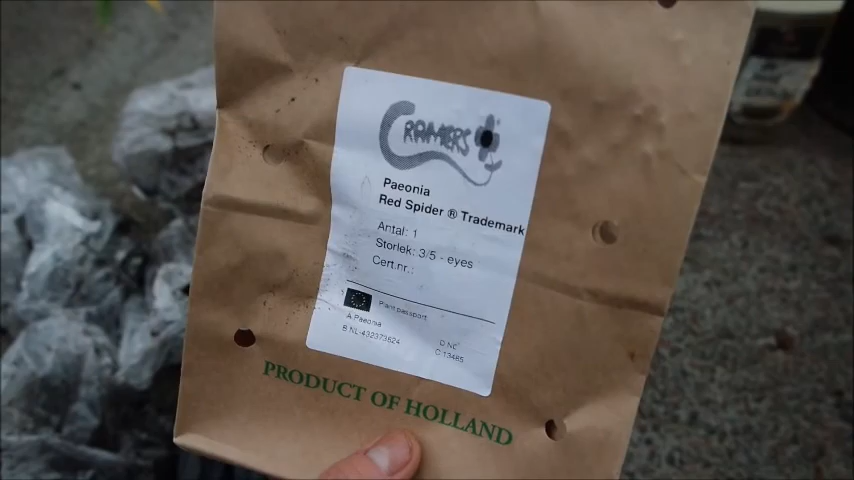 CRAMERS
Paeonia
Red Spider ® Trademark
Antal: 1
Storlek: 3/5 - eyes
Cert.nr.:
Plant passport
A Paeonia
B NL-432373624
D NL
C 13465
PRODUCT OF HOLLAND